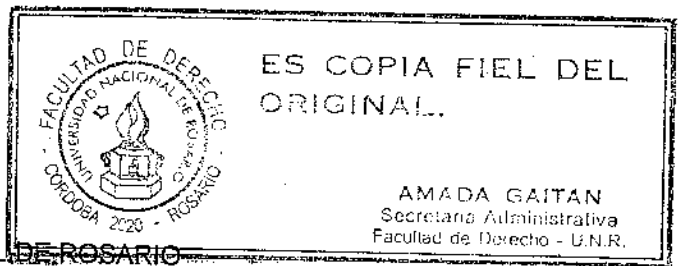 FACULTAD DE DERECHO
UNIVERSIDAD NACIONAL DE ROSARIO
CORDOBA 2020 - ROSARIO
ES COPIA FIEL DEL
ORIGINAL.
AMADA GAITAN
Secretaria Administrativa
Facultad de Derecho - U.N.R.
DE ROSARIO